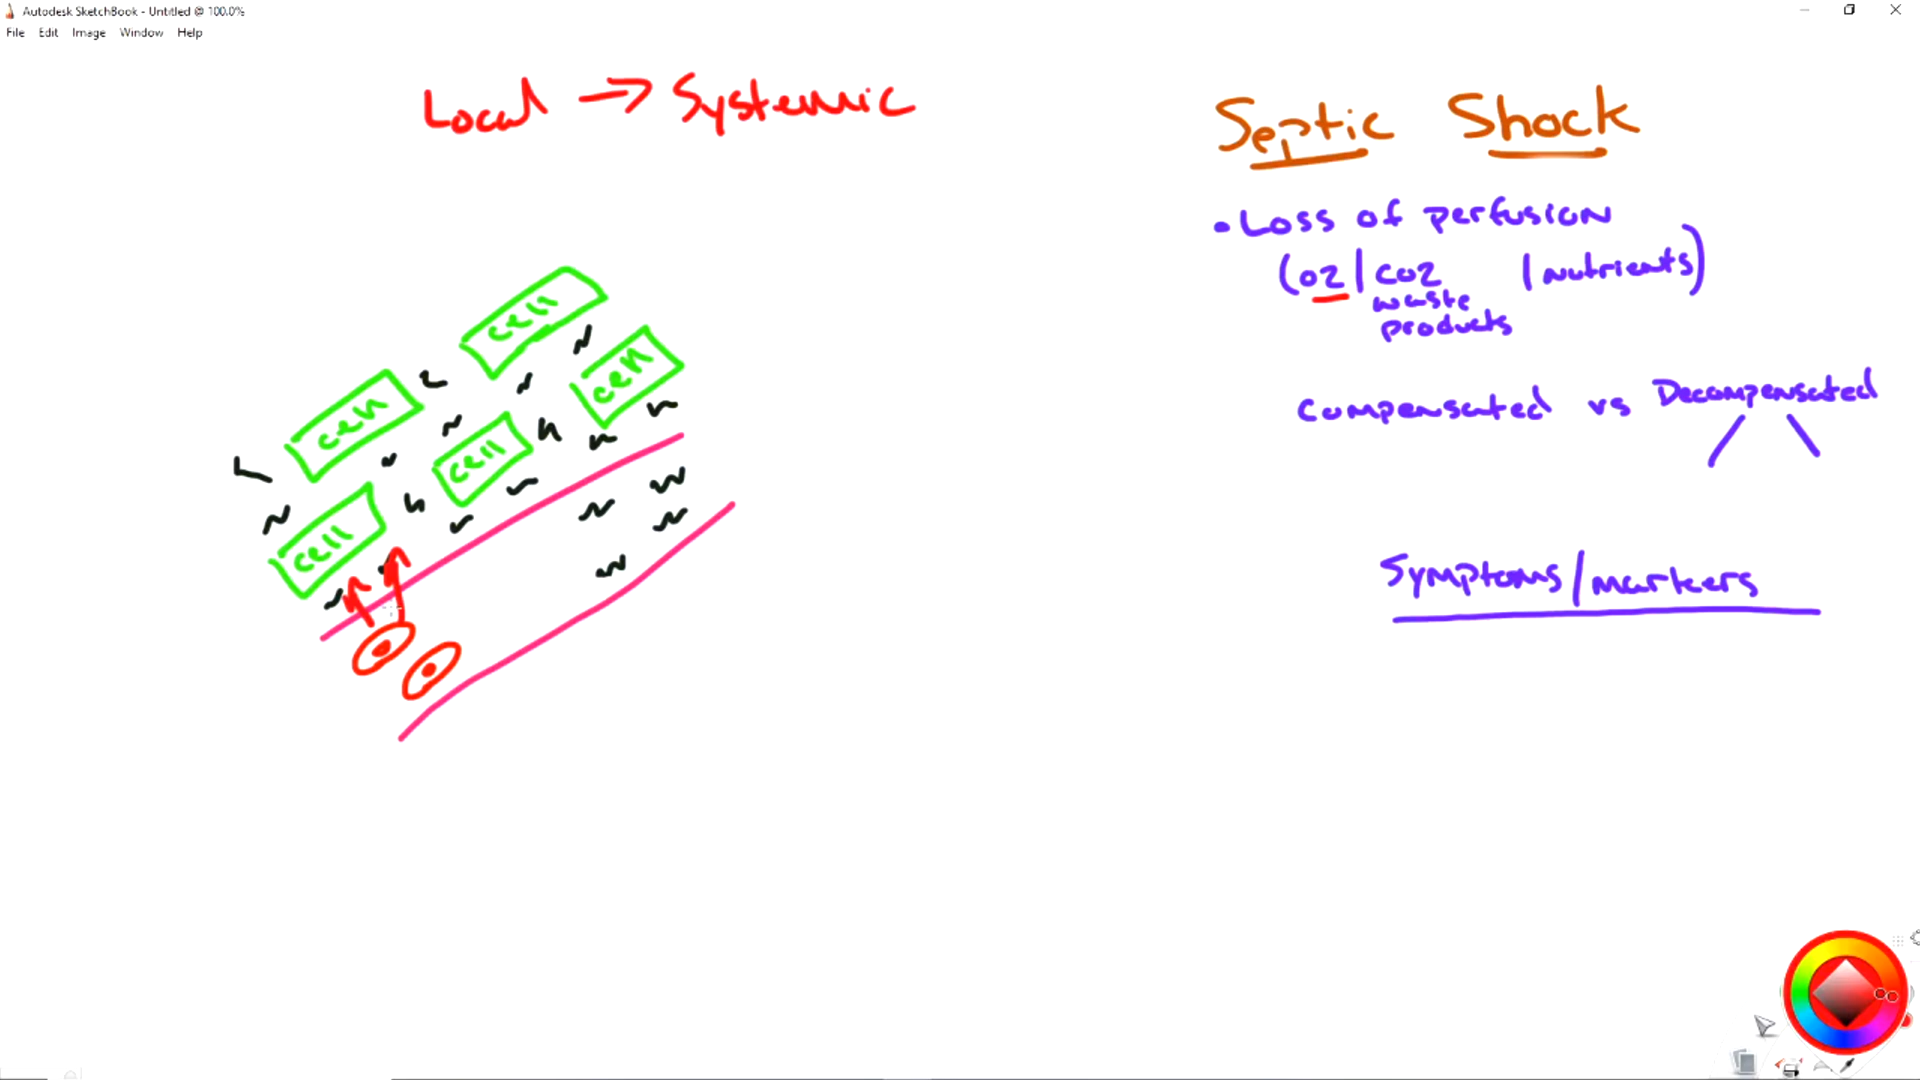 Autodesk SketchBook - Untitled @ 100.0%
File Edit Image Window Help
Local → Systemic
Septic Shock
• Loss of perfusion
(O2 | CO2 | nutrients)
waste
products
Compensated vs Decompensated
Symptoms/markers
cell
cell
cell
cell
cell